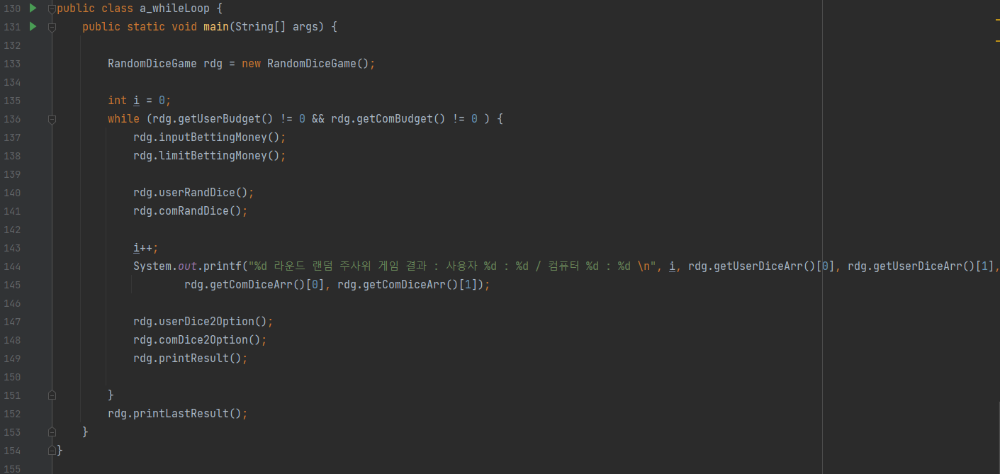 130 public class a_whileLoop {
131     public static void main(String[] args) {
132
133         RandomDiceGame rdg = new RandomDiceGame();
134
135         int i = 0;
136         while (rdg.getUserBudget() != 0 && rdg.getComBudget() != 0 ) {
137             rdg.inputBettingMoney();
138             rdg.limitBettingMoney();
139
140             rdg.userRandDice();
141             rdg.comRandDice();
142
143             i++;
144             System.out.printf("%d 라운드 랜덤 주사위 게임 결과 : 사용자 %d : %d / 컴퓨터 %d : %d \n", i, rdg.getUserDiceArr()[0], rdg.getUserDiceArr()[1],
145                     rdg.getComDiceArr()[0], rdg.getComDiceArr()[1]);
146
147             rdg.userDice2Option();
148             rdg.comDice2Option();
149             rdg.printResult();
150
151         }
152         rdg.printLastResult();
153     }
154 }
155